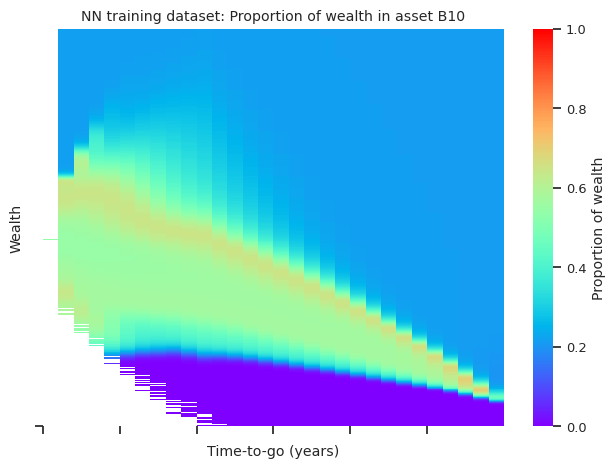 NN training dataset: Proportion of wealth in asset B10
Wealth
Time-to-go (years)
1.0
0.8
0.6
0.4
0.2
0.0
Proportion of wealth